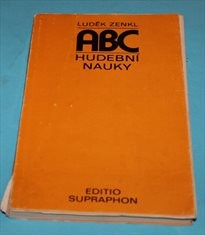 LUDĚK ZENKL
ABC
HUDEBNÍ
NAUKY
EDITIO
SUPRAPHON